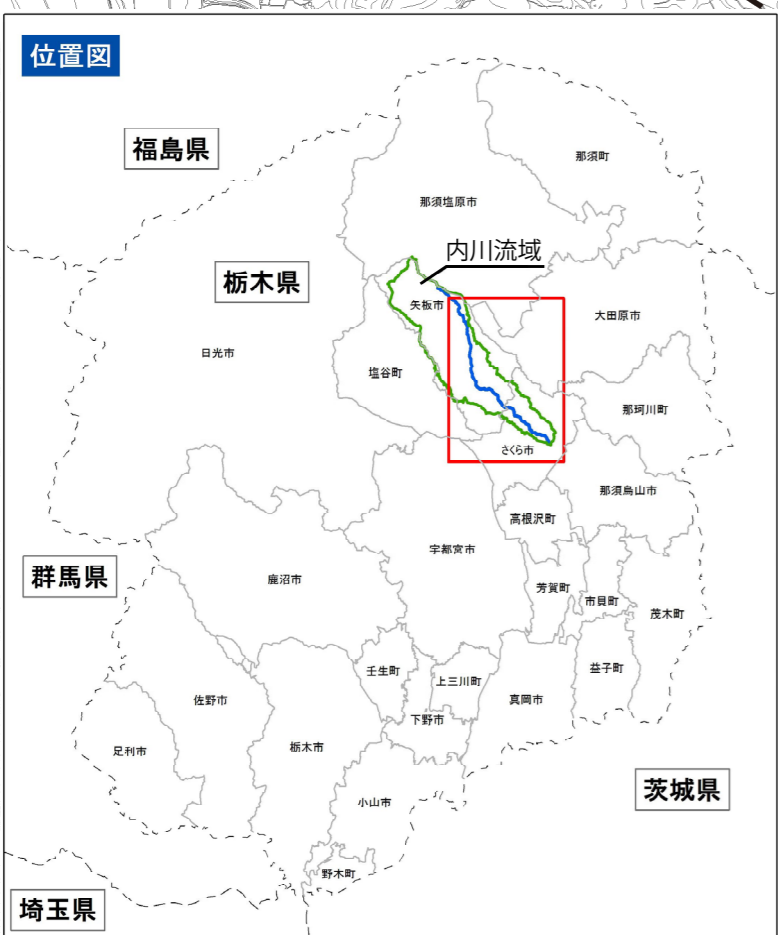 位置図
福島県
那須町
那須塩原市
内川流域
栃木県
矢板市
大田原市
日光市
塩谷町
那珂川町
さくら市
那須烏山市
高根沢町
宇都宮市
群馬県
鹿沼市
芳賀町
市貝町
茂木町
壬生町
上三川町
益子町
佐野市
真岡市
下野市
足利市
栃木市
茨城県
小山市
野木町
埼玉県